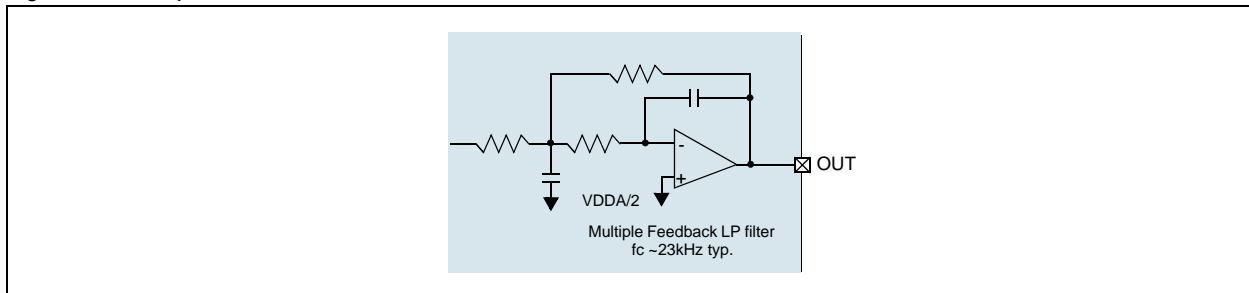 -
+
OUT
VDDA/2
Multiple Feedback LP filter
fc ~23kHz typ.